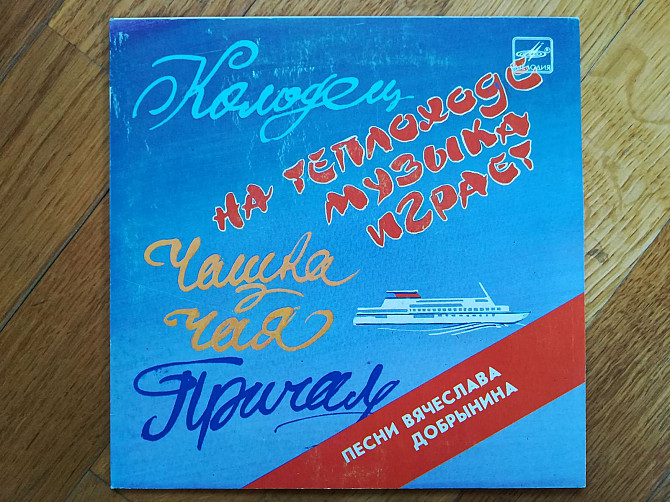 МЕЛОДИЯ
Колодец
НА ТЕПЛОХОДЕ
МУЗЫКА
ИГРАЕТ
Чашка
чая
Причал
ПЕСНИ ВЯЧЕСЛАВА
ДОБРЫНИНА